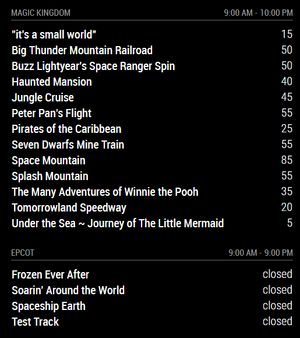 MAGIC KINGDOM 9:00 AM - 10:00 PM
"it's a small world" 15
Big Thunder Mountain Railroad 50
Buzz Lightyear's Space Ranger Spin 50
Haunted Mansion 40
Jungle Cruise 45
Peter Pan's Flight 55
Pirates of the Caribbean 25
Seven Dwarfs Mine Train 55
Space Mountain 85
Splash Mountain 55
The Many Adventures of Winnie the Pooh 35
Tomorrowland Speedway 20
Under the Sea ~ Journey of The Little Mermaid 5
EPCOT 9:00 AM - 9:00 PM
Frozen Ever After closed
Soarin' Around the World closed
Spaceship Earth closed
Test Track closed